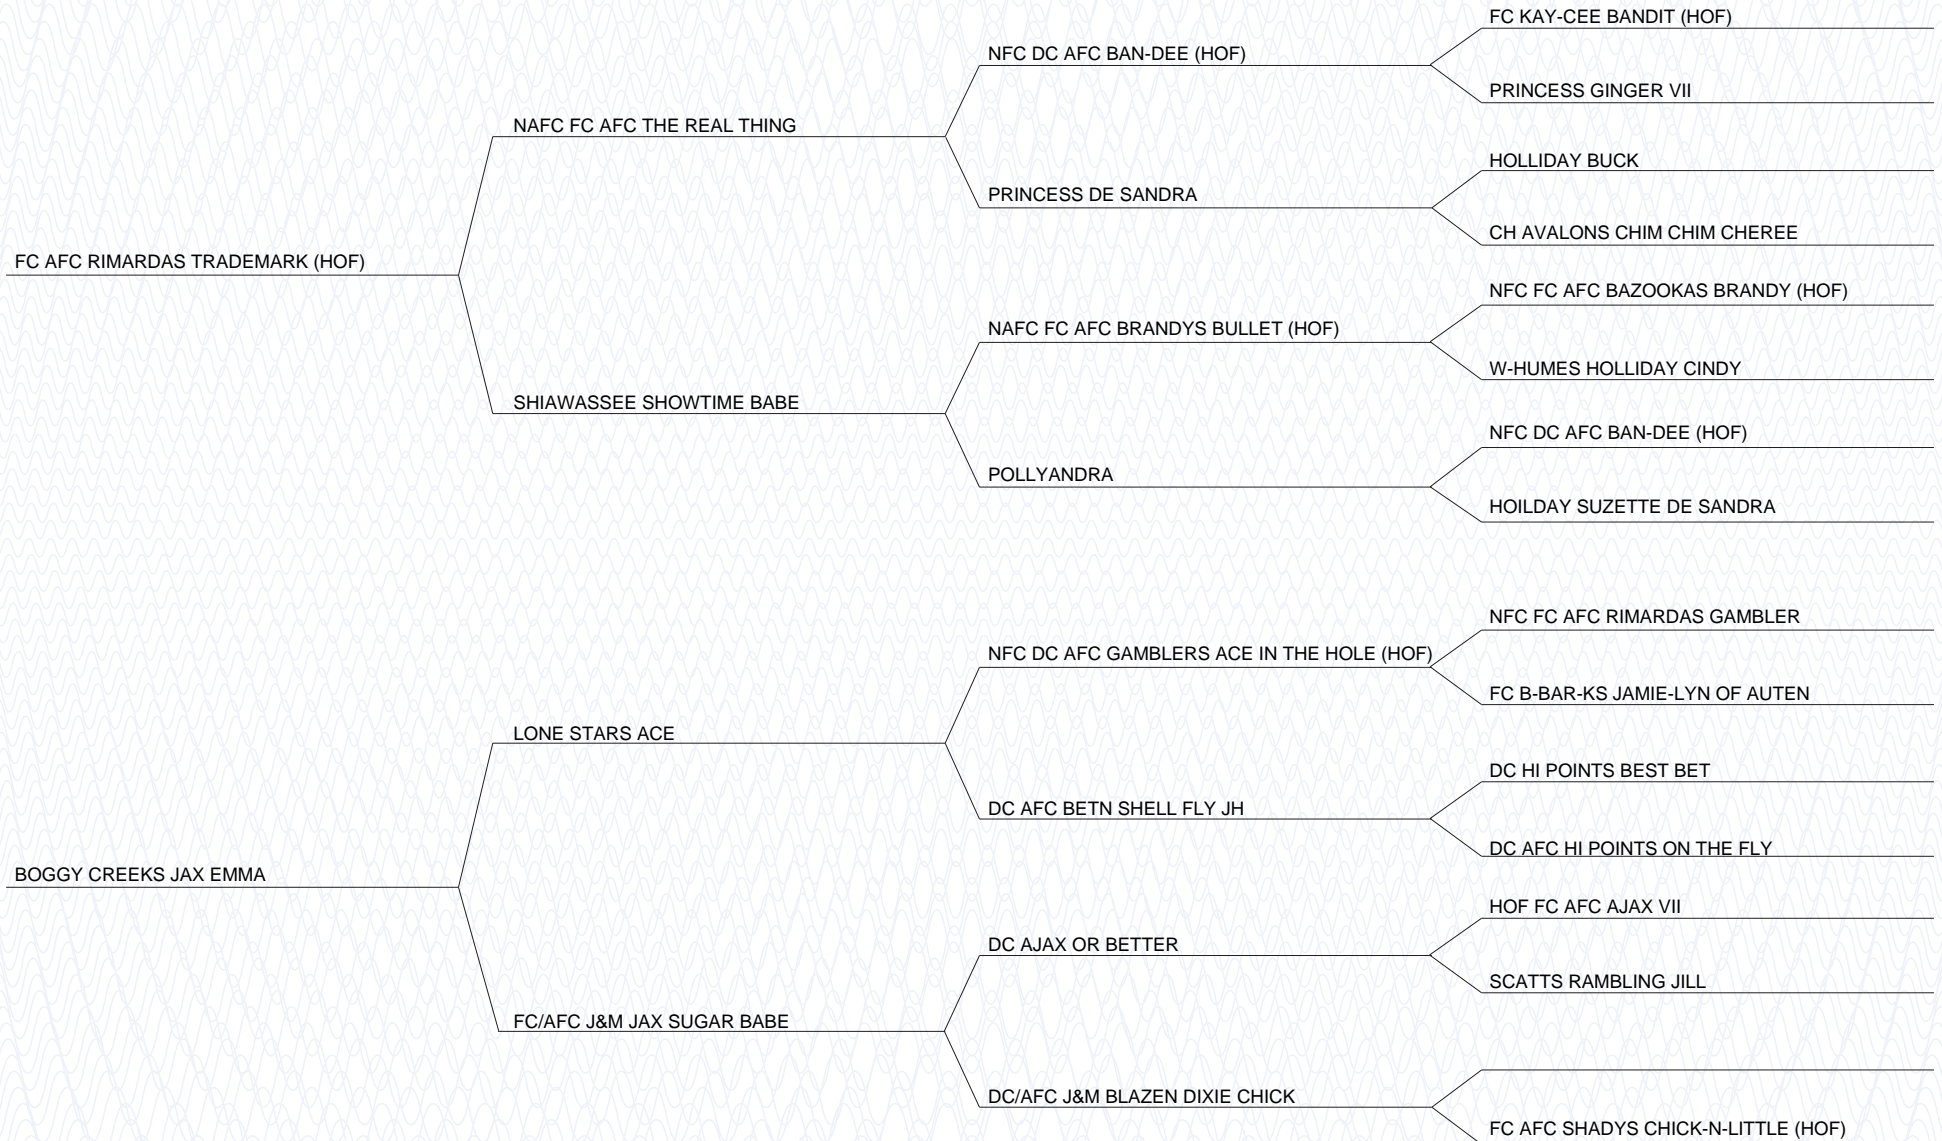 FC KAY-CEE BANDIT (HOF)
NFC DC AFC BAN-DEE (HOF)
PRINCESS GINGER VII
NAFC FC AFC THE REAL THING
HOLLIDAY BUCK
PRINCESS DE SANDRA
CH AVALONS CHIM CHIM CHEREE
FC AFC RIMARDAS TRADEMARK (HOF)
NFC FC AFC BAZOOKAS BRANDY (HOF)
NAFC FC AFC BRANDYS BULLET (HOF)
W-HUMES HOLLIDAY CINDY
SHIAWASSEE SHOWTIME BABE
NFC DC AFC BAN-DEE (HOF)
POLLYANDRA
HOILDAY SUZETTE DE SANDRA
NFC FC AFC RIMARDAS GAMBLER
NFC DC AFC GAMBLERS ACE IN THE HOLE (HOF)
FC B-BAR-KS JAMIE-LYN OF AUTEN
LONE STARS ACE
DC HI POINTS BEST BET
DC AFC BETN SHELL FLY JH
DC AFC HI POINTS ON THE FLY
BOGGY CREEKS JAX EMMA
HOF FC AFC AJAX VII
DC AJAX OR BETTER
SCATTS RAMBLING JILL
FC/AFC J&M JAX SUGAR BABE
DC/AFC J&M BLAZEN DIXIE CHICK
FC AFC SHADYS CHICK-N-LITTLE (HOF)